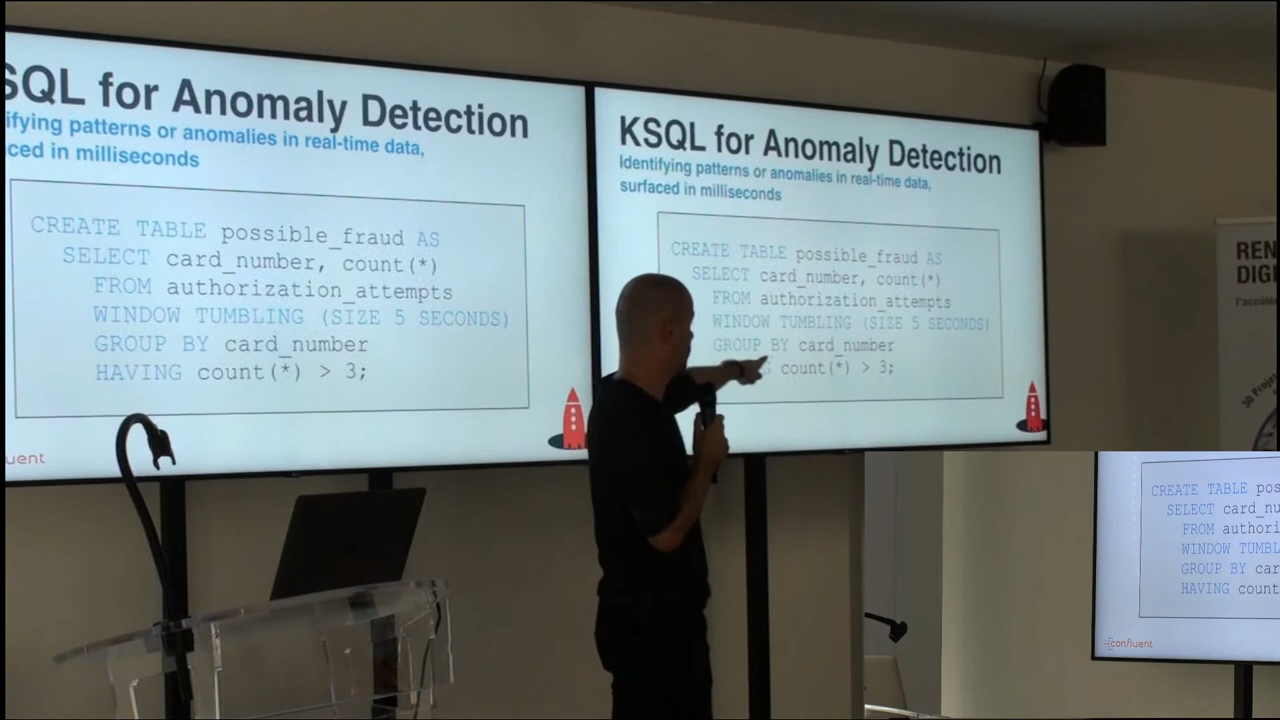 SQL for Anomaly Detection
ifying patterns or anomalies in real-time data,
ced in milliseconds
CREATE TABLE possible_fraud AS
SELECT card_number, count(*)
FROM authorization_attempts
WINDOW TUMBLING (SIZE 5 SECONDS)
GROUP BY card_number
HAVING count(*) > 3;
uent
KSQL for Anomaly Detection
Identifying patterns or anomalies in real-time data,
surfaced in milliseconds
CREATE TABLE possible_fraud AS
SELECT card_number, count(*)
FROM authorization_attempts
WINDOW TUMBLING (SIZE 5 SECONDS)
GROUP BY card_number
G count(*) > 3;
REN
DIGI
l'accélé
30 Projet
CREATE TABLE pos
SELECT card_nu
FROM authori
WINDOW TUMBL
GROUP BY car
HAVING count
confluent